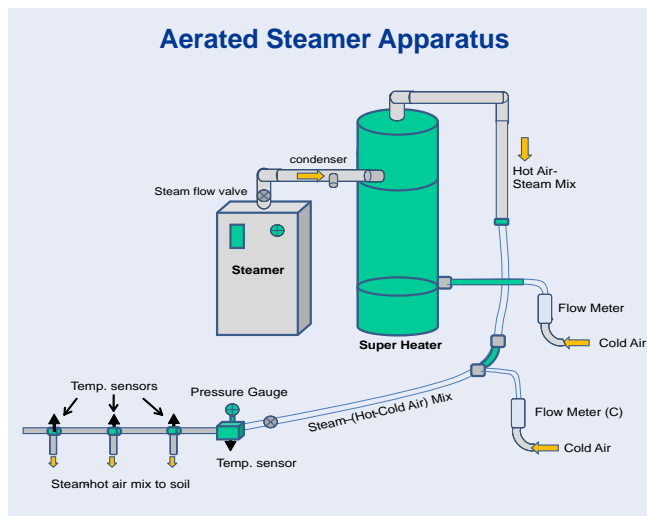 Aerated Steamer Apparatus
condenser
Hot Air-
Steam Mix
Steam flow valve
Steamer
Flow Meter
Super Heater
Cold Air
Temp. sensors
Pressure Gauge
Steam-(Hot-Cold Air) Mix
Flow Meter (C)
Cold Air
Temp. sensor
Steamhot air mix to soil